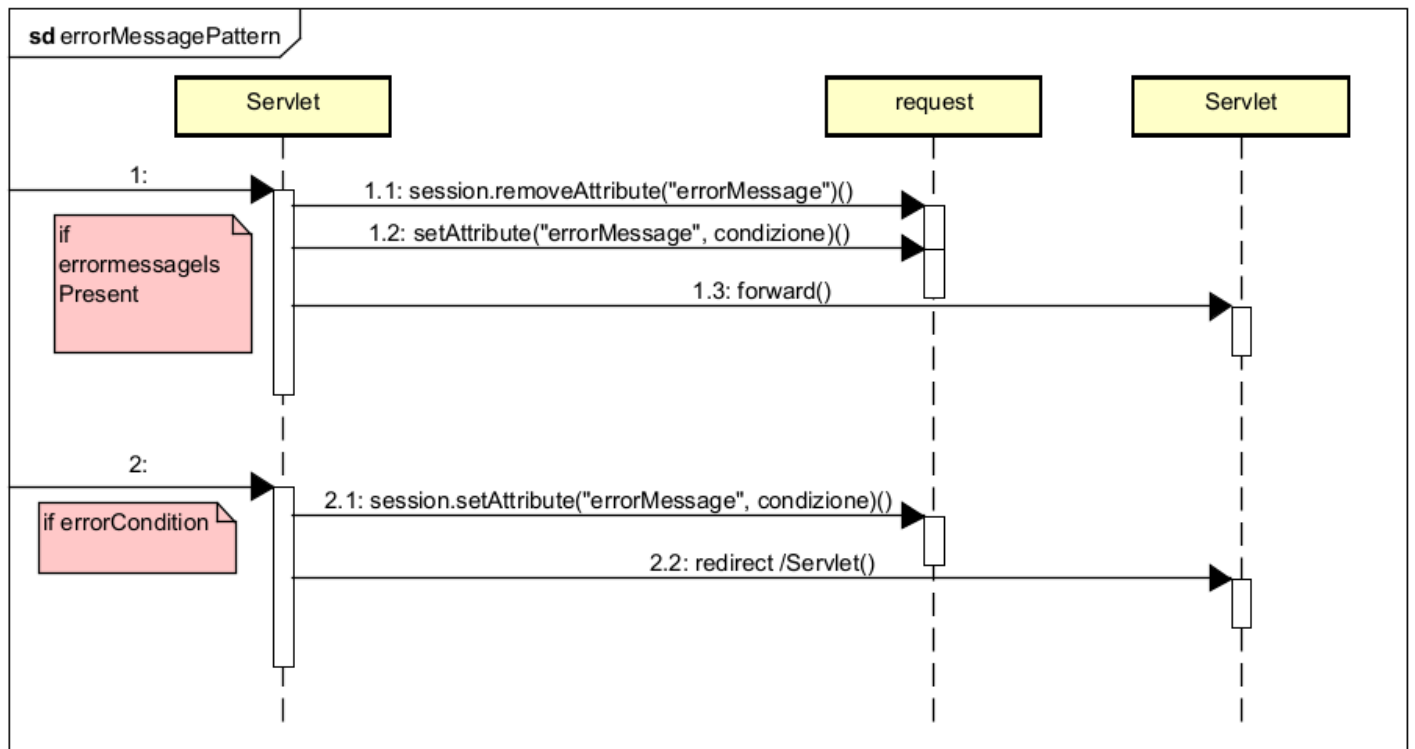 sd errorMessagePattern
Servlet
request
Servlet
1:
1.1: session.removeAttribute("errorMessage")()
1.2: setAttribute("errorMessage", condizione)()
if
errormessageIs
Present
1.3: forward()
2:
2.1: session.setAttribute("errorMessage", condizione)()
if errorCondition
2.2: redirect /Servlet()